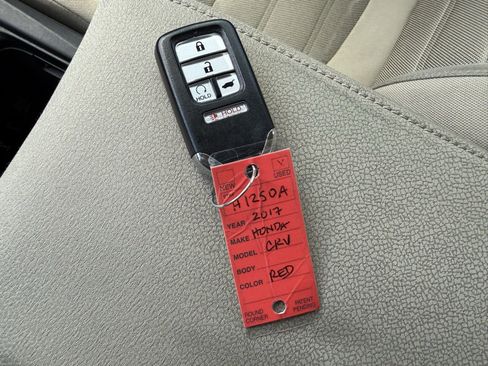 HOLD
HOLD
NEW USED
H1250A
YEAR 2017
MAKE HONDA
MODEL CRV
BODY
COLOR RED
ROUND CORNER PATENT PENDING